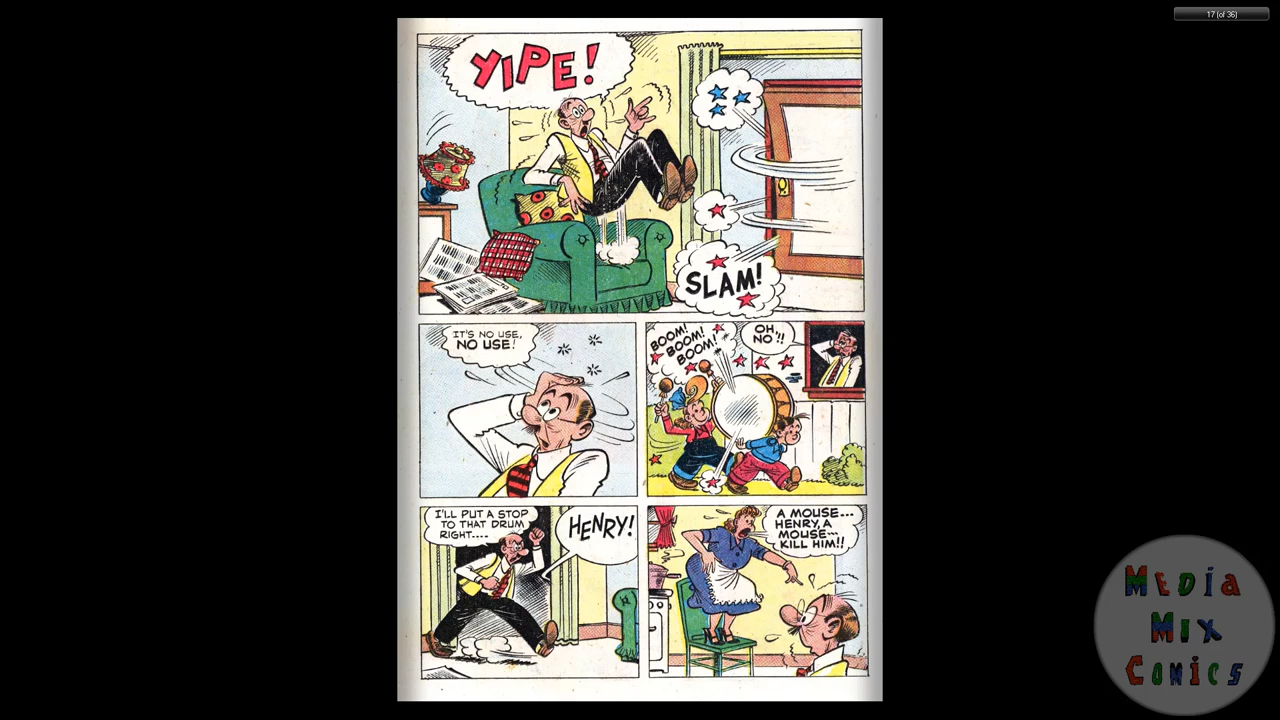 17 (of 36)
YIPE!
SLAM!
IT'S NO USE,
NO USE!
BOOM!
BOOM!
BOOM!
OH,
NO!!
I'LL PUT A STOP
TO THAT DRUM
RIGHT....
HENRY!
A MOUSE...
HENRY, A
MOUSE---
KILL HIM!!
MEDIA
MIX
COMICS